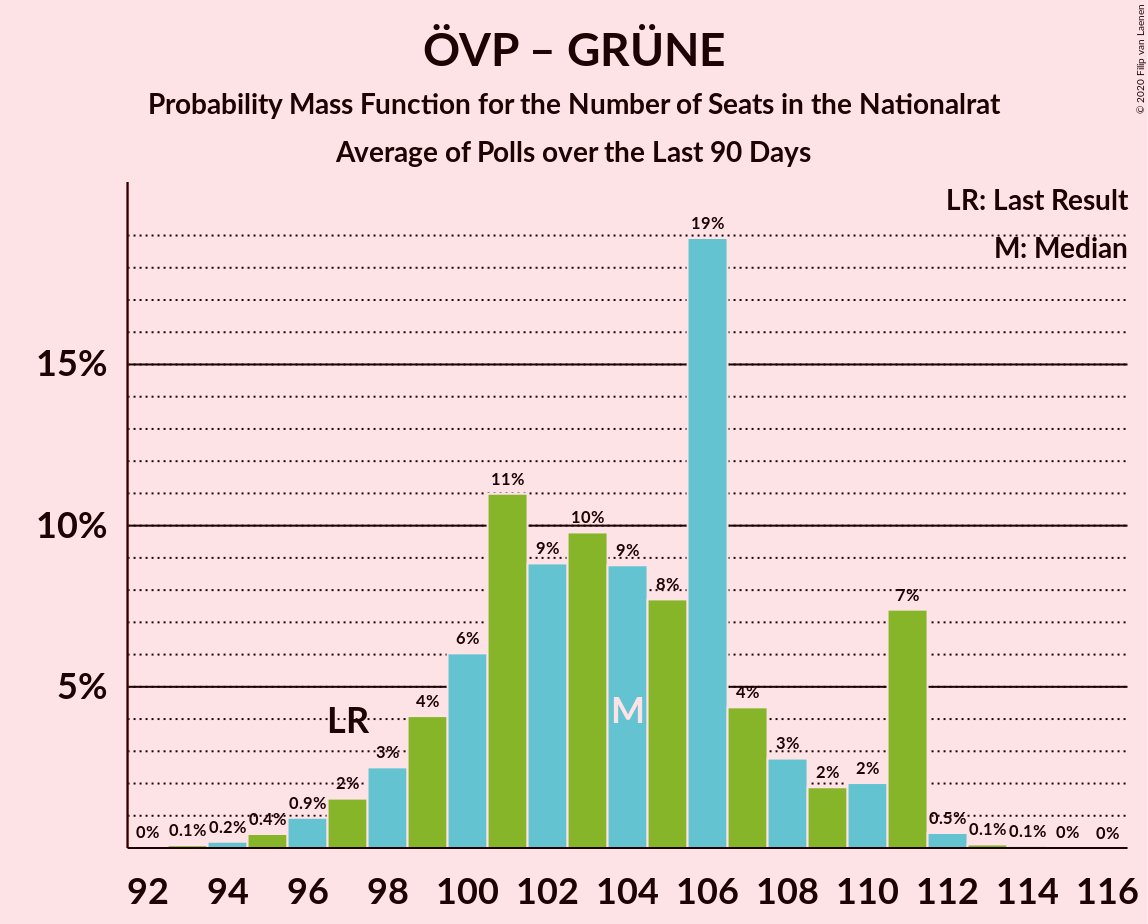 ÖVP – GRÜNE
Probability Mass Function for the Number of Seats in the Nationalrat
Average of Polls over the Last 90 Days
© 2020 Filip van Laenen
LR: Last Result
M: Median
15%
10%
5%
0% 0.1% 0.2% 0.4% 0.9% 2% 3% 4% 6% 11% 9% 10% 9% 8% 19% 4% 3% 2% 2% 7% 0.5% 0.1% 0.1% 0% 0%
LR
M
92 94 96 98 100 102 104 106 108 110 112 114 116